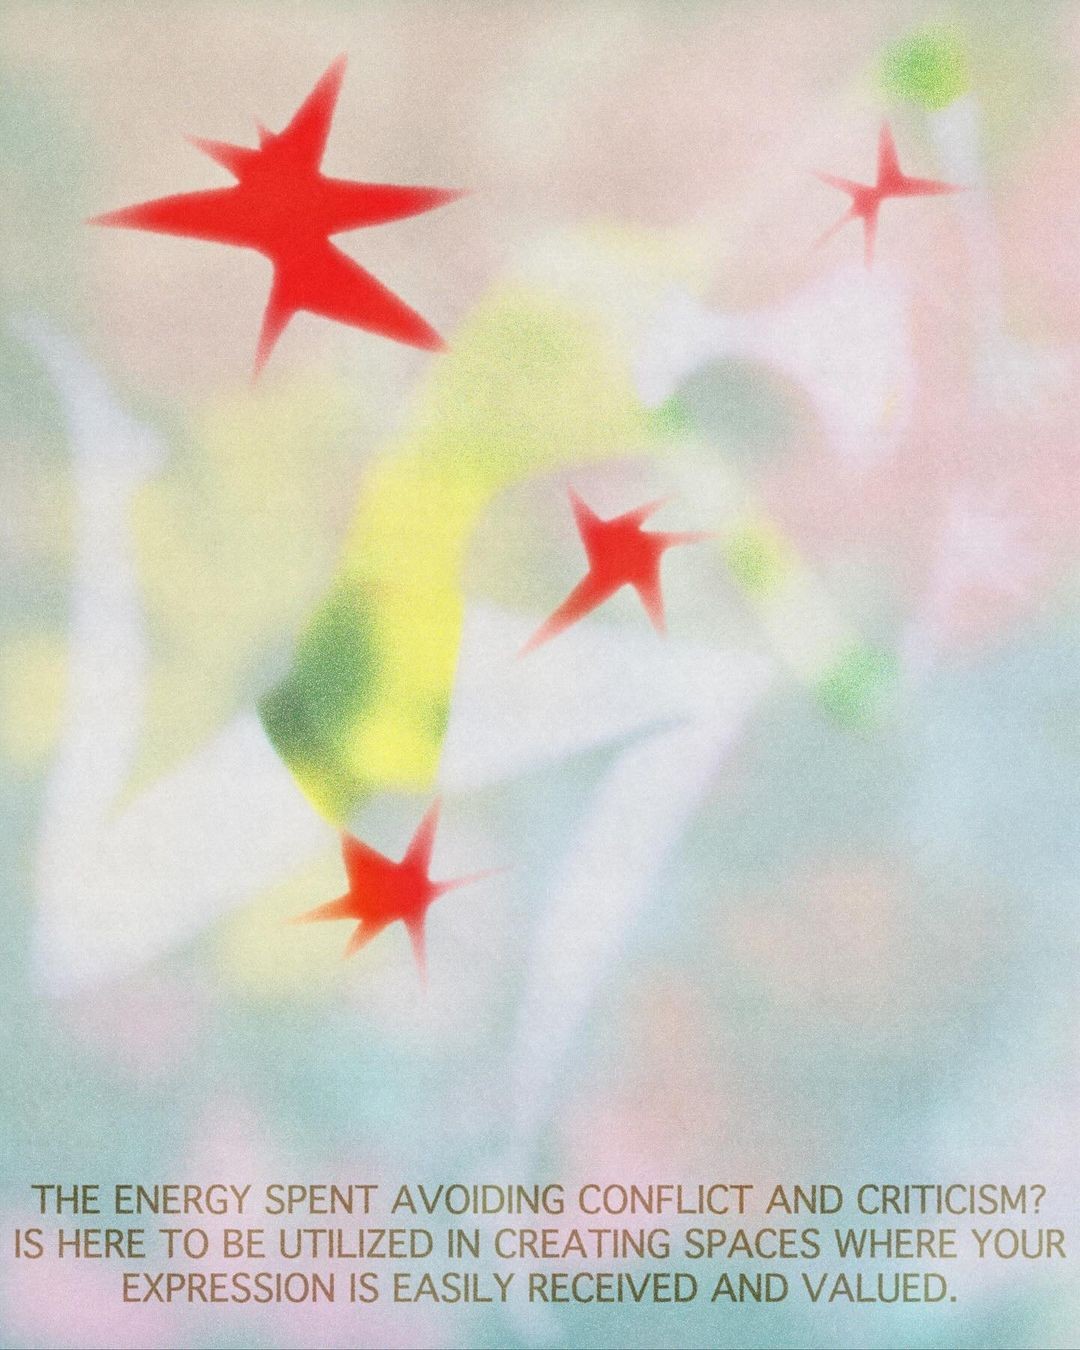 THE ENERGY SPENT AVOIDING CONFLICT AND CRITICISM?
IS HERE TO BE UTILIZED IN CREATING SPACES WHERE YOUR
EXPRESSION IS EASILY RECEIVED AND VALUED.